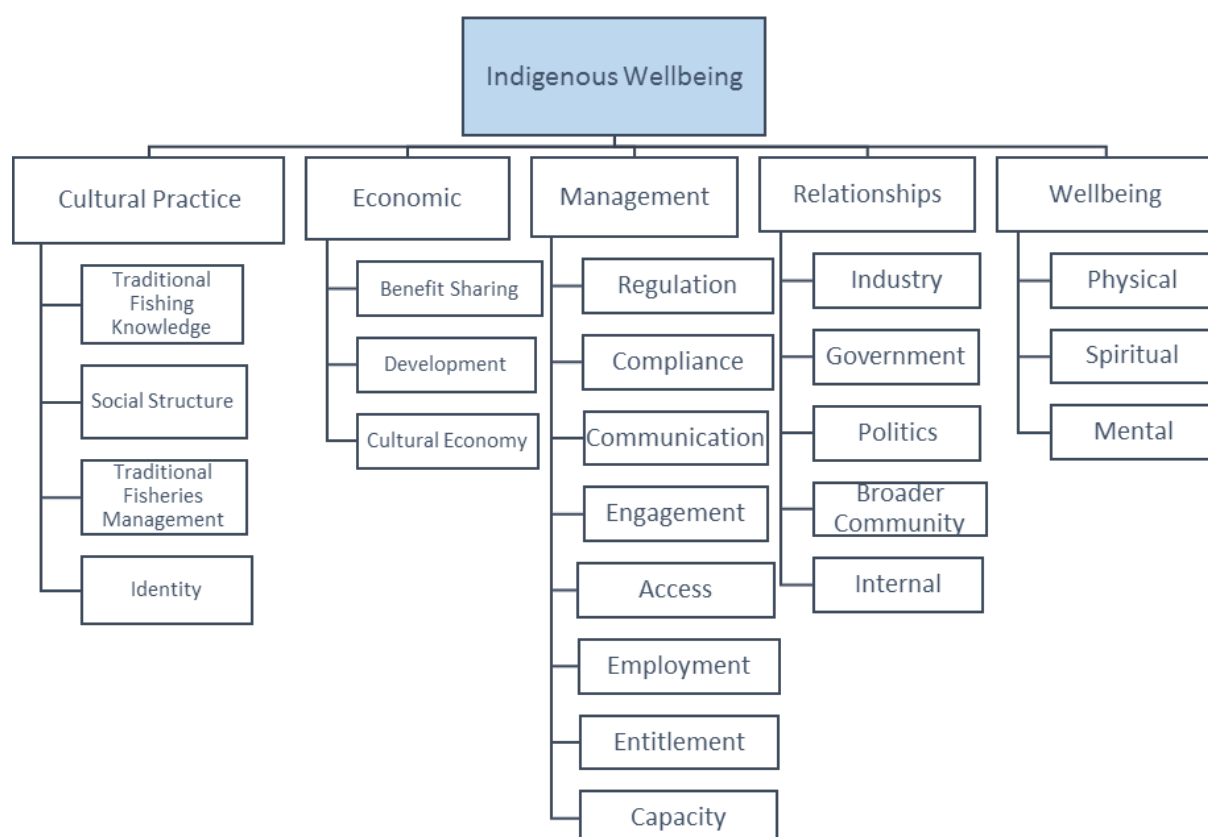 Indigenous Wellbeing
Cultural Practice
Traditional
Fishing
Knowledge
Social Structure
Traditional
Fisheries
Management
Identity
Economic
Benefit Sharing
Development
Cultural Economy
Management
Regulation
Compliance
Communication
Engagement
Access
Employment
Entitlement
Capacity
Relationships
Industry
Government
Politics
Broader
Community
Internal
Wellbeing
Physical
Spiritual
Mental